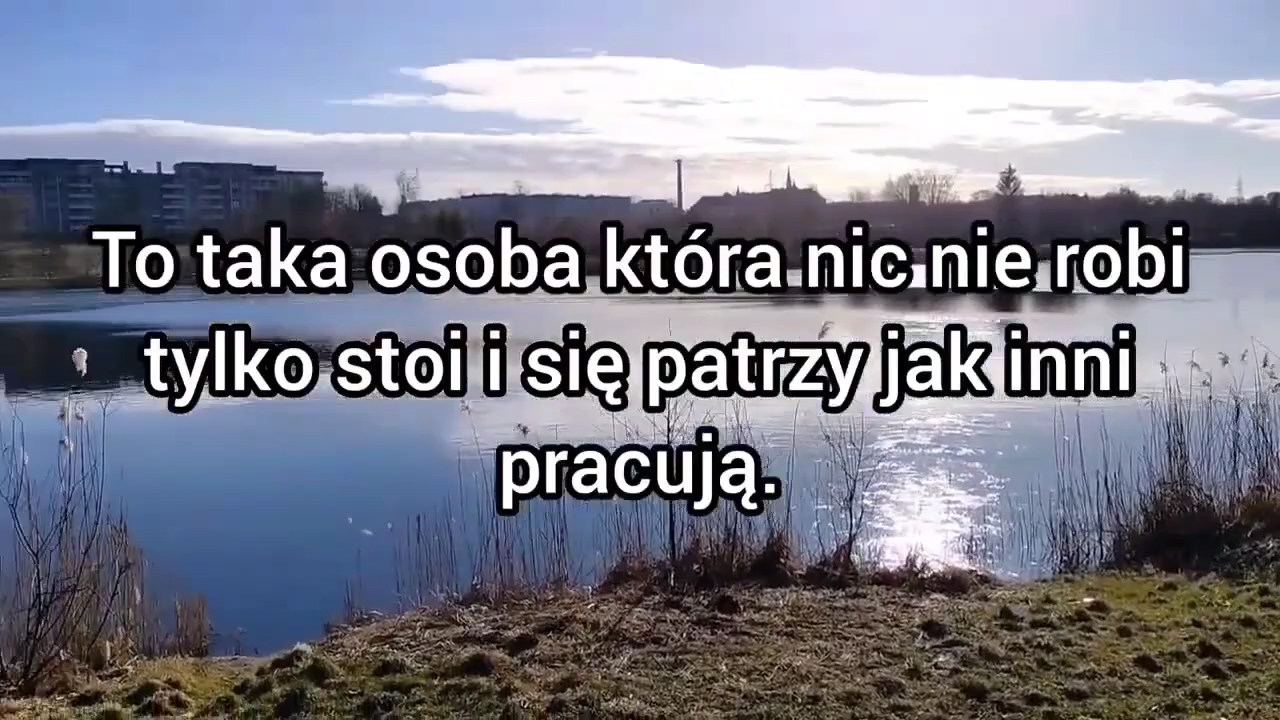 To taka osoba która nic nie robi
tylko stoi i się patrzy jak inni
pracują.